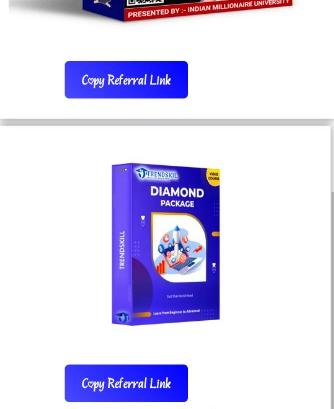 PRESENTED BY :- INDIAN MILLIONAIRE UNIVERSITY
Copy Referral Link
TRENDSKILL
VIDEO
COURSE
DIAMOND
PACKAGE
TRENDSKILL
Learn From Beginner to Advanced
Copy Referral Link